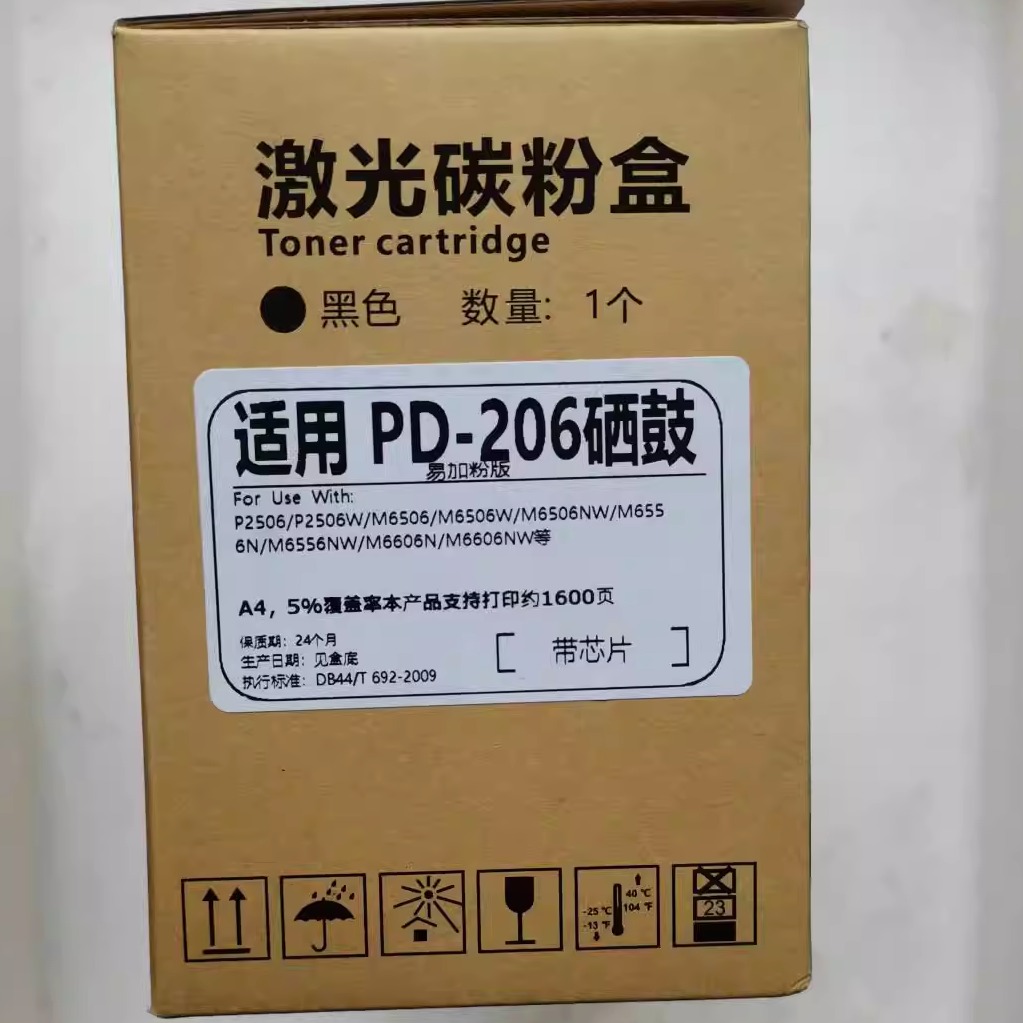 激光碳粉盒
Toner cartridge
黑色 数量: 1个
适用 PD-206硒鼓
易加粉版
For Use With:
P2506/P2506W/M6506/M6506W/M6506NW/M655
6N/M6556NW/M6606N/M6606NW等
A4，5%覆盖率本产品支持打印约1600页
保质期：24个月
生产日期：见盒底
执行标准：DB44/T 692-2009
[ 带芯片 ]
40 ℃
104 ℉
-25 ℃
-13 ℉
23